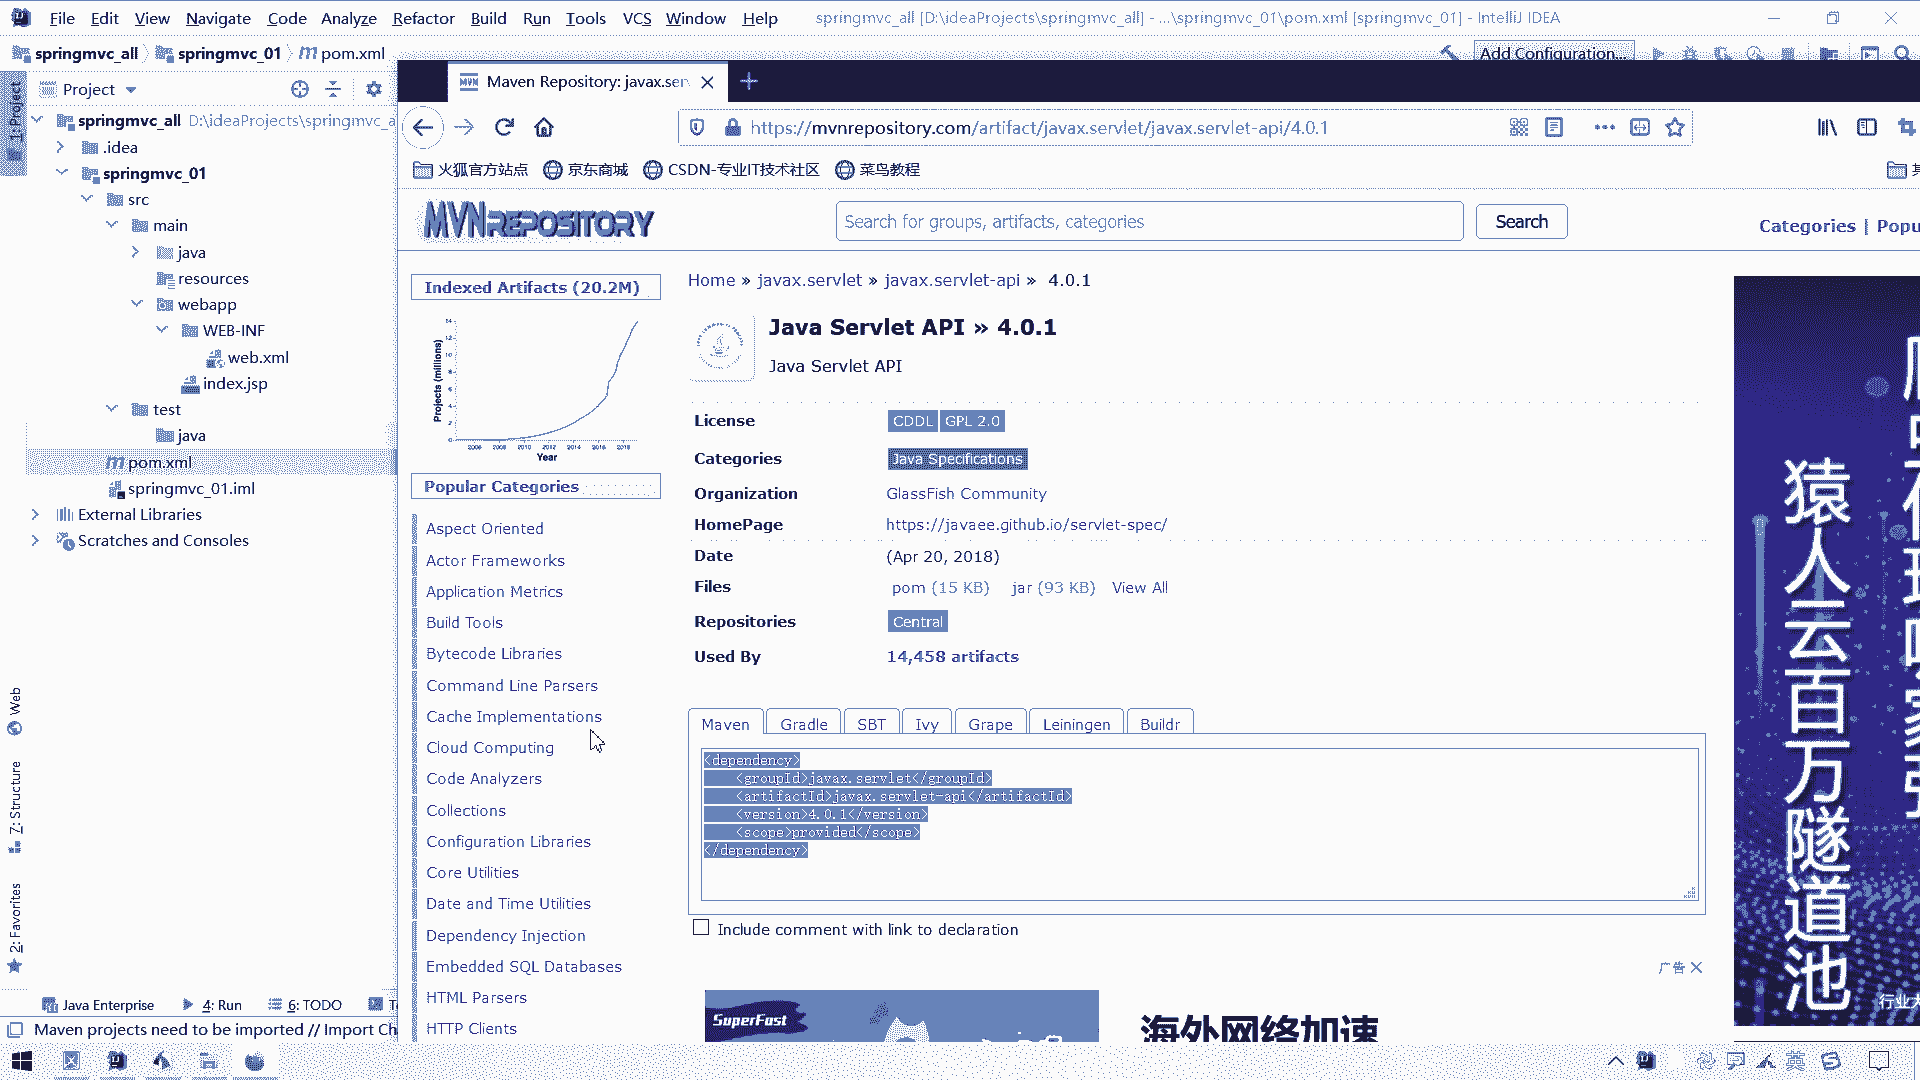 File Edit View Navigate Code Analyze Refactor Build Run Tools VCS Window Help springmvc_all [D:\ideaProjects\springmvc_all] - ...\springmvc_01\pom.xml [springmvc_01] - IntelliJ IDEA
springmvc_all springmvc_01 pom.xml Add Configuration...
Project
1: Project
springmvc_all D:\ideaProjects\springmvc_a
.idea
springmvc_01
src
main
java
resources
webapp
WEB-INF
web.xml
index.jsp
test
java
pom.xml
springmvc_01.iml
External Libraries
Scratches and Consoles
Web
7: Structure
2: Favorites
Java Enterprise 4: Run 6: TODO
Maven projects need to be imported // Import Ch
Maven Repository: javax.ser
https://mvnrepository.com/artifact/javax.servlet/javax.servlet-api/4.0.1
火狐官方站点 京东商城 CSDN-专业IT技术社区 菜鸟教程
MVNREPOSITORY
Search for groups, artifacts, categories Search
Categories | Popu
Indexed Artifacts (20.2M)
Projects (millions)
2006 2008 2010 2012 2014 2016 2018
Year
Popular Categories
Aspect Oriented
Actor Frameworks
Application Metrics
Build Tools
Bytecode Libraries
Command Line Parsers
Cache Implementations
Cloud Computing
Code Analyzers
Collections
Configuration Libraries
Core Utilities
Date and Time Utilities
Dependency Injection
Embedded SQL Databases
HTML Parsers
HTTP Clients
Home » javax.servlet » javax.servlet-api » 4.0.1
Java Servlet API » 4.0.1
Java Servlet API
License CDDL GPL 2.0
Categories Java Specifications
Organization GlassFish Community
HomePage https://javaee.github.io/servlet-spec/
Date (Apr 20, 2018)
Files pom (15 KB) jar (93 KB) View All
Repositories Central
Used By 14,458 artifacts
Maven Gradle SBT Ivy Grape Leiningen Buildr
<dependency>
<groupId>javax.servlet</groupId>
<artifactId>javax.servlet-api</artifactId>
<version>4.0.1</version>
<scope>provided</scope>
</dependency>
Include comment with link to declaration
广告
SuperFast
海外网络加速
猿人云百万隧道池
英